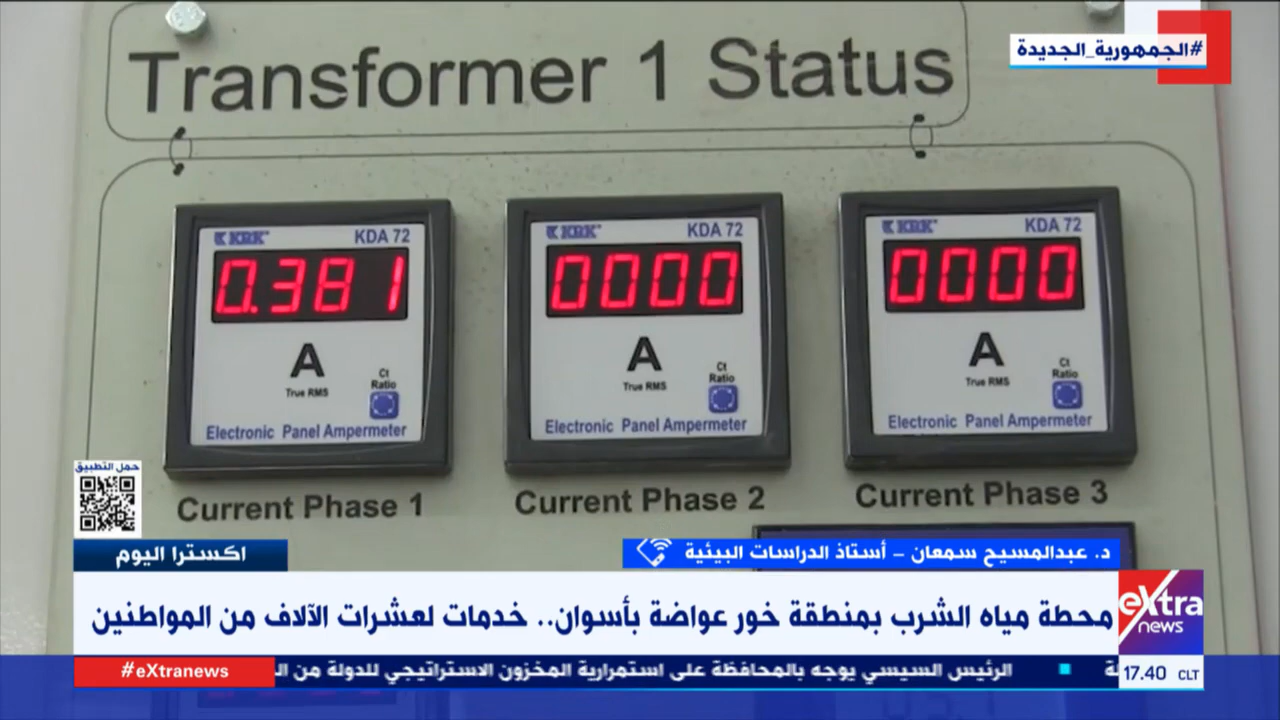 Transformer 1 Status
#الجمهورية_الجديدة
KRK KDA 72
0.381
A
True RMS
Ct Ratio
Electronic Panel Ampermeter
Current Phase 1
KRK KDA 72
0000
A
True RMS
Ct Ratio
Electronic Panel Ampermeter
Current Phase 2
KRK KDA 72
0000
A
True RMS
Ct Ratio
Electronic Panel Ampermeter
Current Phase 3
حمل التطبيق
اكسترا اليوم
د. عبدالمسيح سمعان – أستاذ الدراسات البيئية
محطة مياه الشرب بمنطقة خور عواضة بأسوان.. خدمات لعشرات الآلاف من المواطنين
eXtra news
الرئيس السيسي يوجه بالمحافظة على استمرارية المخزون الاستراتيجي للدولة من
#eXtranews
17.40 CLT